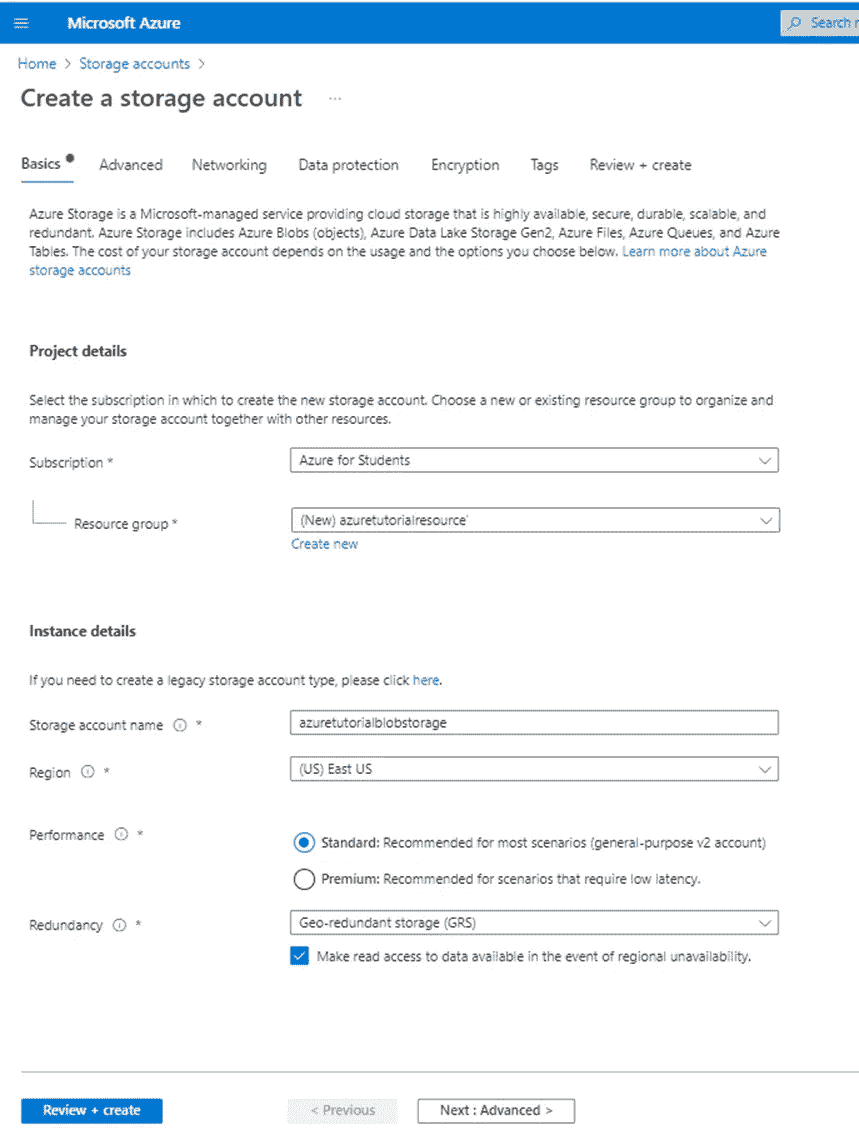 Microsoft Azure
Search r
Home > Storage accounts >
Create a storage account ...
Basics Advanced Networking Data protection Encryption Tags Review + create
Azure Storage is a Microsoft-managed service providing cloud storage that is highly available, secure, durable, scalable, and
redundant. Azure Storage includes Azure Blobs (objects), Azure Data Lake Storage Gen2, Azure Files, Azure Queues, and Azure
Tables. The cost of your storage account depends on the usage and the options you choose below. Learn more about Azure
storage accounts
Project details
Select the subscription in which to create the new storage account. Choose a new or existing resource group to organize and
manage your storage account together with other resources.
Subscription * Azure for Students
Resource group * (New) azuretutorialresource'
Create new
Instance details
If you need to create a legacy storage account type, please click here.
Storage account name * azuretutorialblobstorage
Region * (US) East US
Performance *
Standard: Recommended for most scenarios (general-purpose v2 account)
Premium: Recommended for scenarios that require low latency.
Redundancy * Geo-redundant storage (GRS)
Make read access to data available in the event of regional unavailability.
Review + create < Previous Next : Advanced >